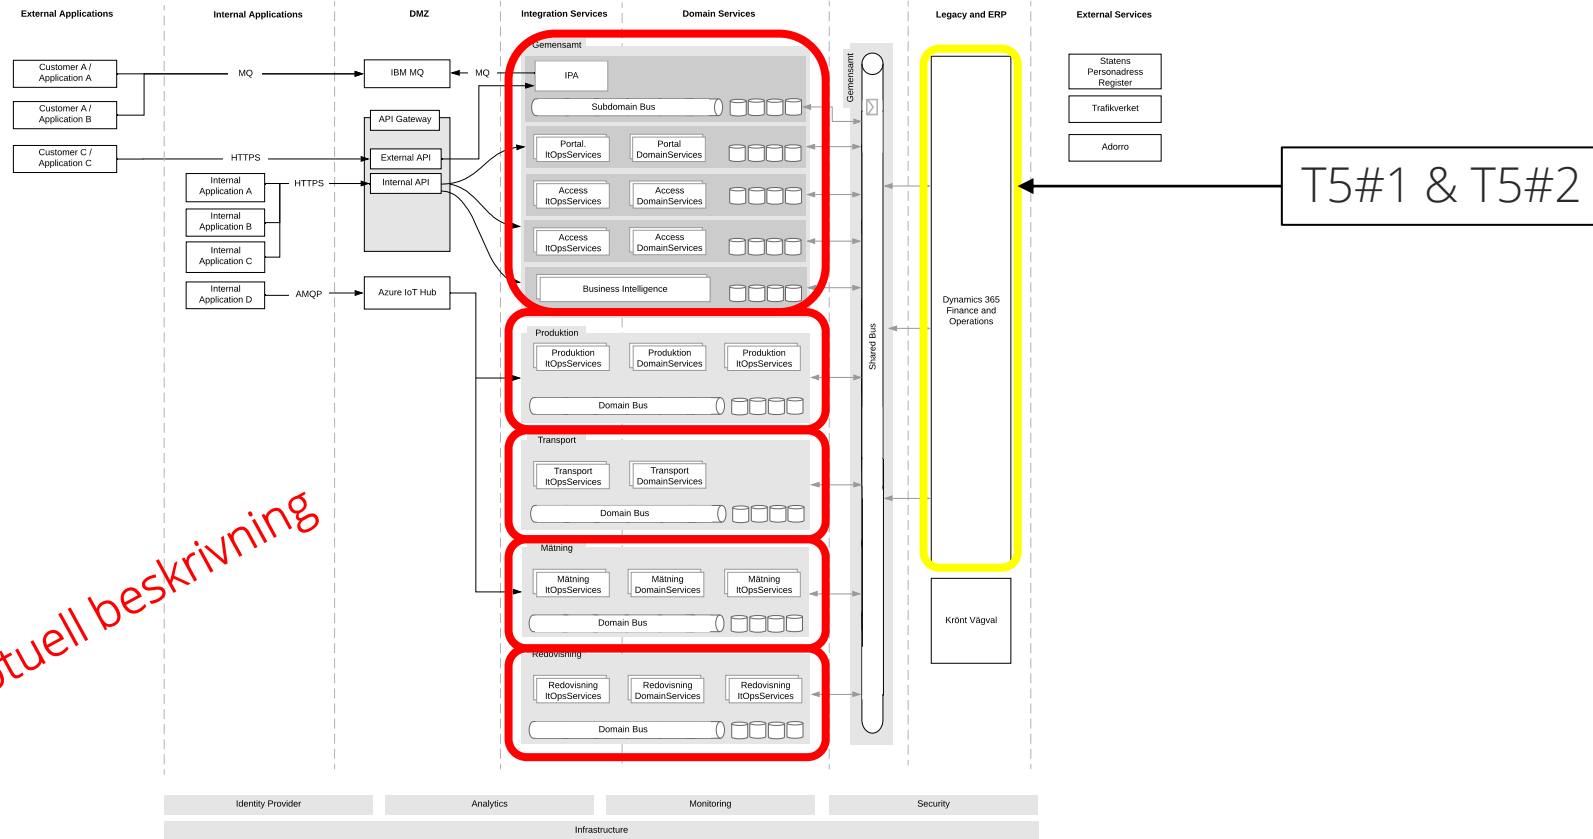 External Applications
Internal Applications
DMZ
Integration Services
Domain Services
Legacy and ERP
External Services
Customer A /
Application A
Customer A /
Application B
Customer C /
Application C
MQ
HTTPS
Internal
Application A
Internal
Application B
Internal
Application C
Internal
Application D
HTTPS
AMQP
IBM MQ
API Gateway
External API
Internal API
Azure IoT Hub
MQ
Gemensamt
IPA
Subdomain Bus
Portal.
ItOpsServices
Portal
DomainServices
Access
ItOpsServices
Access
DomainServices
Access
ItOpsServices
Access
DomainServices
Business Intelligence
Produktion
Produktion
ItOpsServices
Produktion
DomainServices
Produktion
ItOpsServices
Domain Bus
Transport
Transport
ItOpsServices
Transport
DomainServices
Domain Bus
Mätning
Mätning
ItOpsServices
Mätning
DomainServices
Mätning
ItOpsServices
Domain Bus
Redovisning
Redovisning
ItOpsServices
Redovisning
DomainServices
Redovisning
ItOpsServices
Domain Bus
Gemensamt
Shared Bus
Dynamics 365
Finance and
Operations
Krönt Vägval
Statens
Personadress
Register
Trafikverket
Adorro
T5#1 & T5#2
beskrivning
Identity Provider
Analytics
Monitoring
Security
Infrastructure